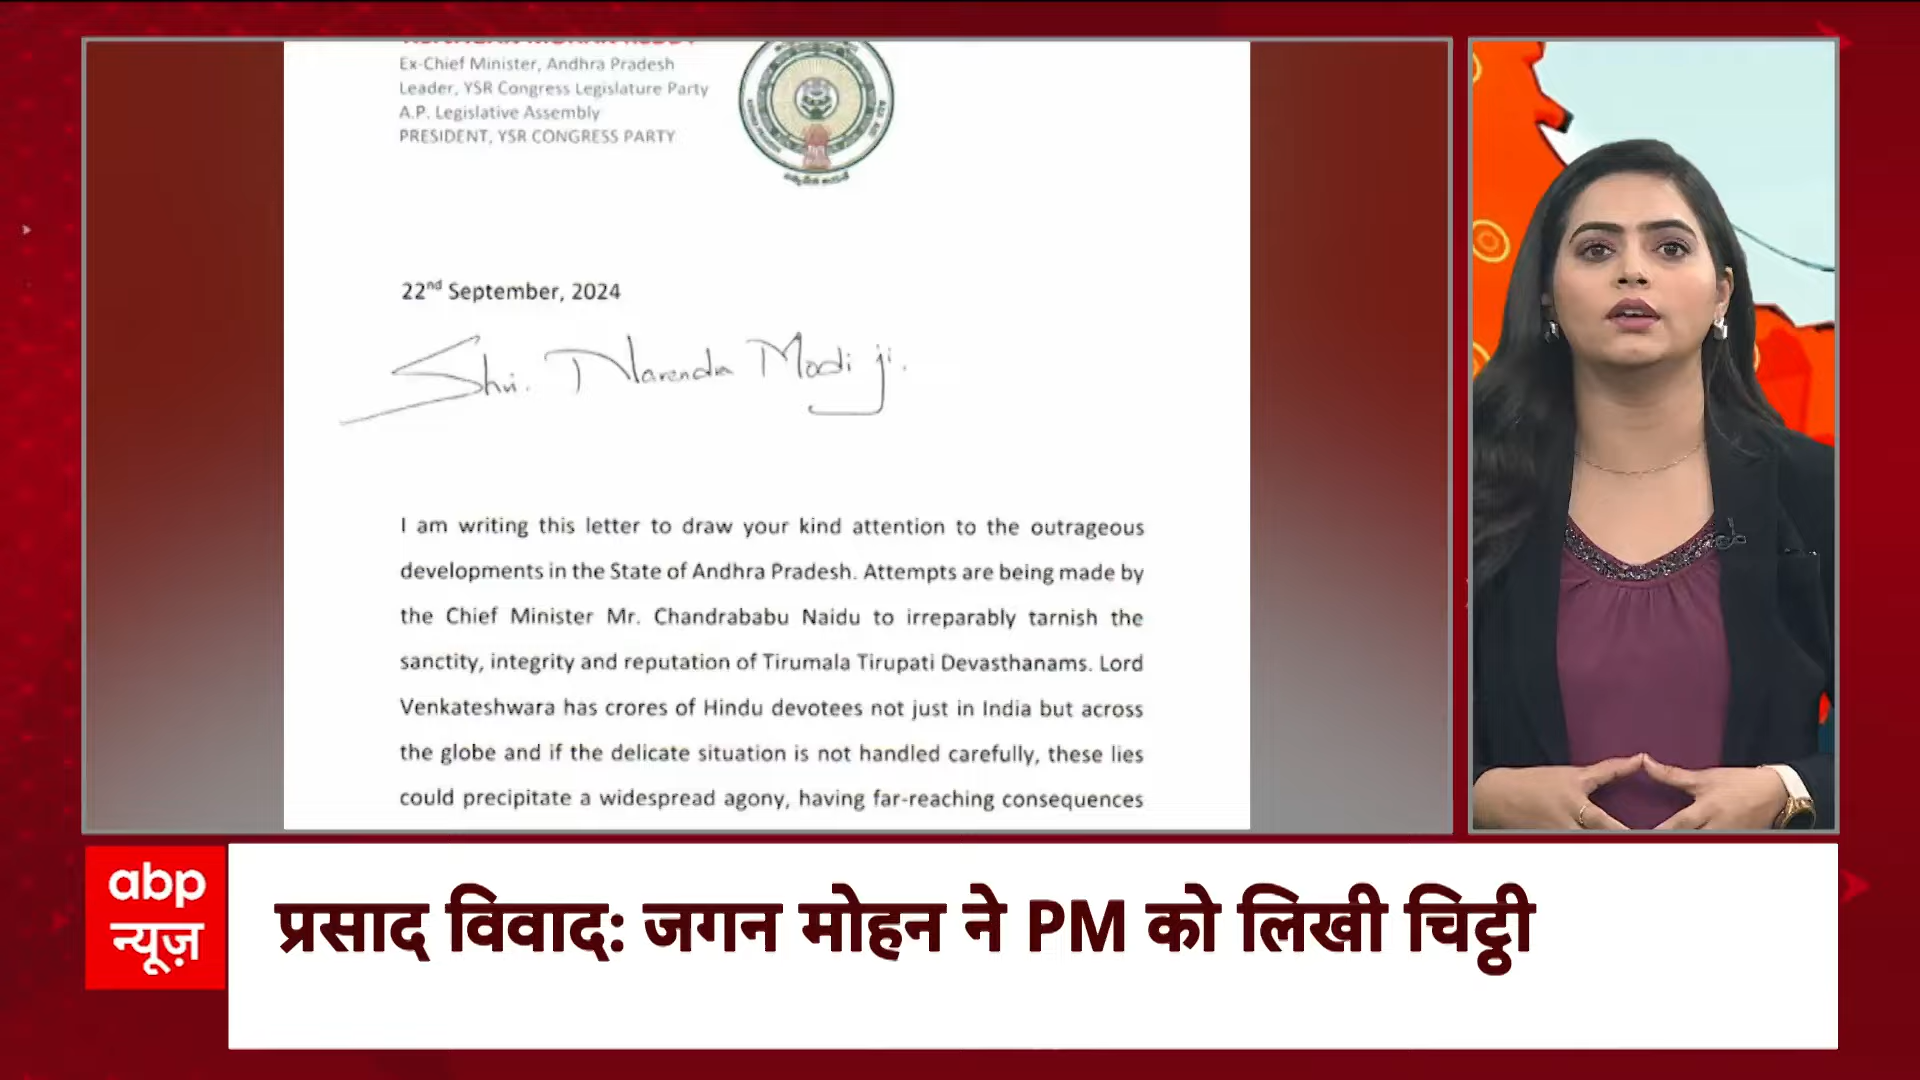 Ex-Chief Minister, Andhra Pradesh
Leader, YSR Congress Legislature Party
A.P. Legislative Assembly
PRESIDENT, YSR CONGRESS PARTY
22nd September, 2024
Shri. Narendra Modi ji.
I am writing this letter to draw your kind attention to the outrageous
developments in the State of Andhra Pradesh. Attempts are being made by
the Chief Minister Mr. Chandrababu Naidu to irreparably tarnish the
sanctity, integrity and reputation of Tirumala Tirupati Devasthanams. Lord
Venkateshwara has crores of Hindu devotees not just in India but across
the globe and if the delicate situation is not handled carefully, these lies
could precipitate a widespread agony, having far-reaching consequences
abp
न्यूज़
प्रसाद विवाद: जगन मोहन ने PM को लिखी चिट्ठी